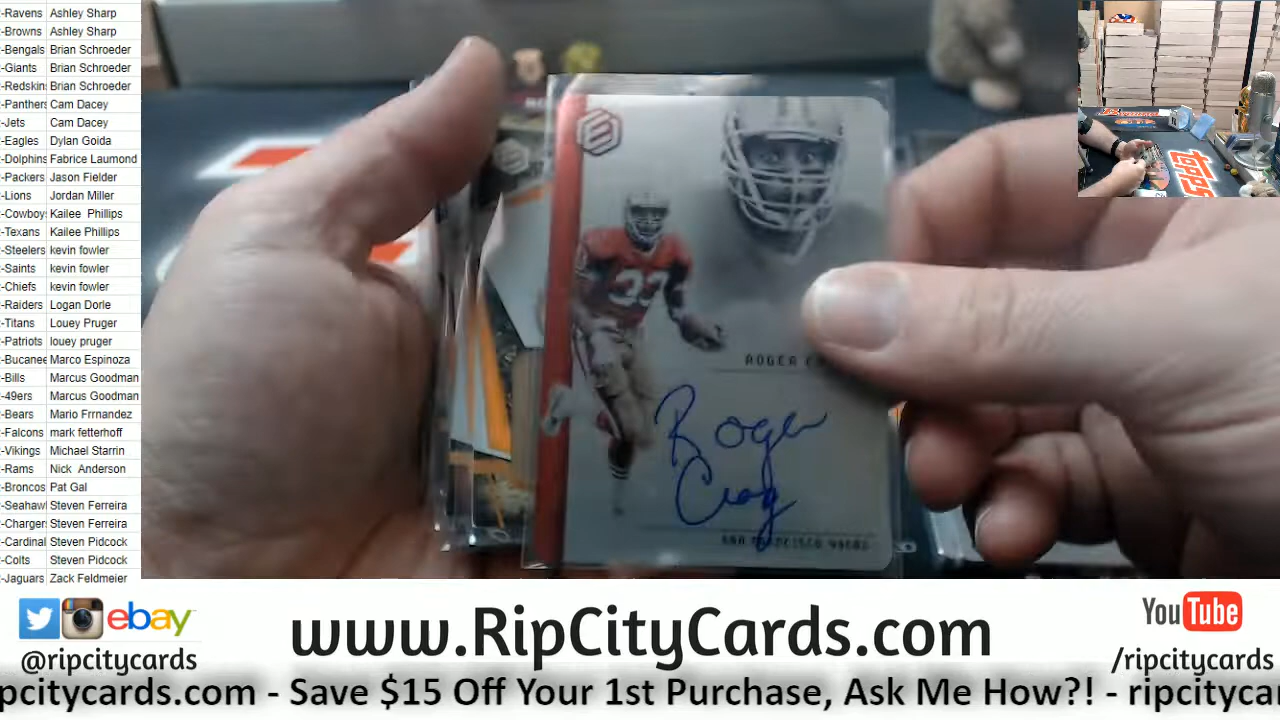 -Ravens Ashley Sharp
-Browns Ashley Sharp
-Bengals Brian Schroeder
-Giants Brian Schroeder
-Redskin Brian Schroeder
-Panthers Cam Dacey
-Jets Cam Dacey
-Eagles Dylan Goida
-Dolphins Fabrice Laumond
-Packers Jason Fielder
-Lions Jordan Miller
-Cowboy Kailee Phillips
-Texans Kailee Phillips
-Steelers kevin fowler
-Saints kevin fowler
-Chiefs kevin fowler
-Raiders Logan Dorle
-Titans Louey Pruger
-Patriots louey pruger
-Bucanee Marco Espinoza
-Bills Marcus Goodman
-49ers Marcus Goodman
-Bears Mario Frrnandez
-Falcons mark fetterhoff
-Vikings Michael Starrin
-Rams Nick Anderson
-Broncos Pat Gal
-Seahaw Steven Ferreira
-Charger Steven Ferreira
-Cardinal Steven Pidcock
-Colts Steven Pidcock
-Jaguars Zack Feldmeier
Topps
33
ROGER
Roger
Craig
SAN FRANCISCO 49ERS
ebay
@ripcitycards
www.RipCityCards.com
YouTube
/ripcitycards
pcitycards.com - Save $15 Off Your 1st Purchase, Ask Me How?! - ripcityca